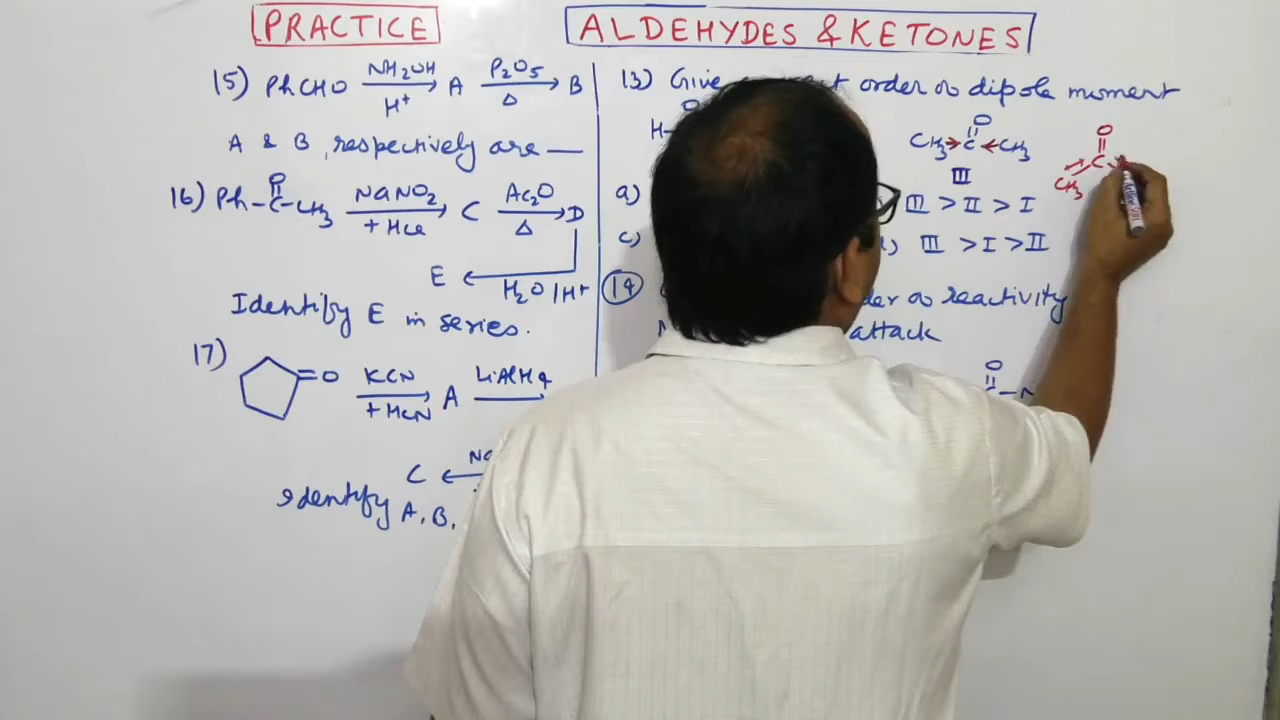 PRACTICE
ALDEHYDES & KETONES
15) PhCHO NH2OH H+ A P2O5 Δ B
A & B, respectively are —
16) Ph-C-CH3 O NaNO2 + HCl C Ac2O Δ D
E H2O/H+
Identify E in series.
17) =O KCN + HCN A LiAlH4
C
Identify A, B,
13) Give order of dipole moment
O
H-
CH3 C CH3 O
III
a)
III > II > I
c)
III > I > II
14
reactivity
attack
O
O
C
CH3